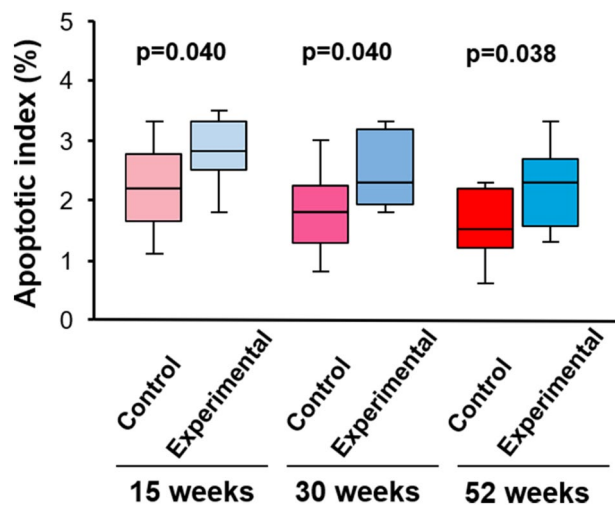 Apoptotic index (%)
5
4
3
2
1
0
p=0.040
p=0.040
p=0.038
Control
Experimental
Control
Experimental
Control
Experimental
15 weeks
30 weeks
52 weeks